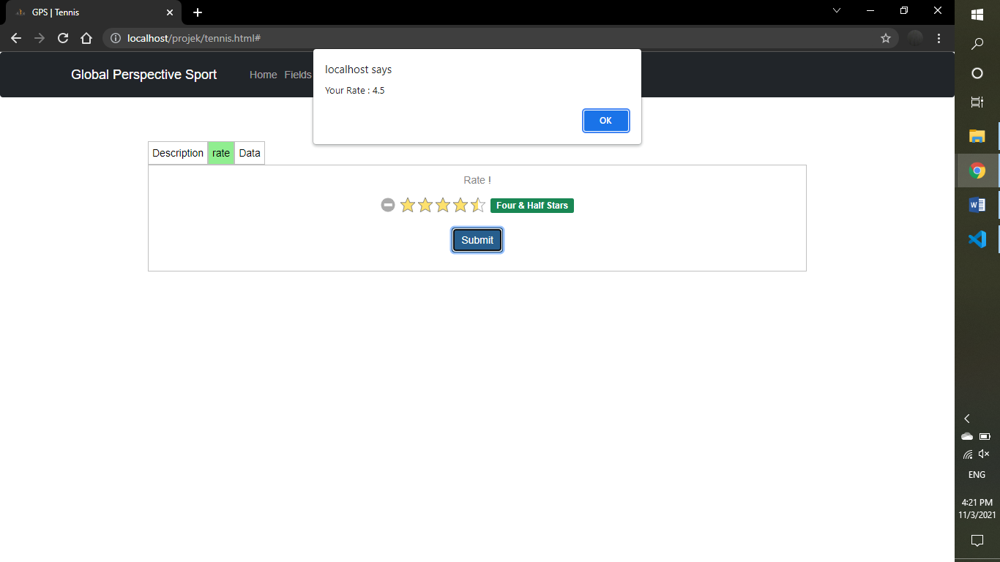 GPS | Tennis
localhost/projek/tennis.html#
Global Perspective Sport
Home Fields
localhost says
Your Rate : 4.5
OK
Description rate Data
Rate !
Four & Half Stars
Submit
ENG
4:21 PM
11/3/2021